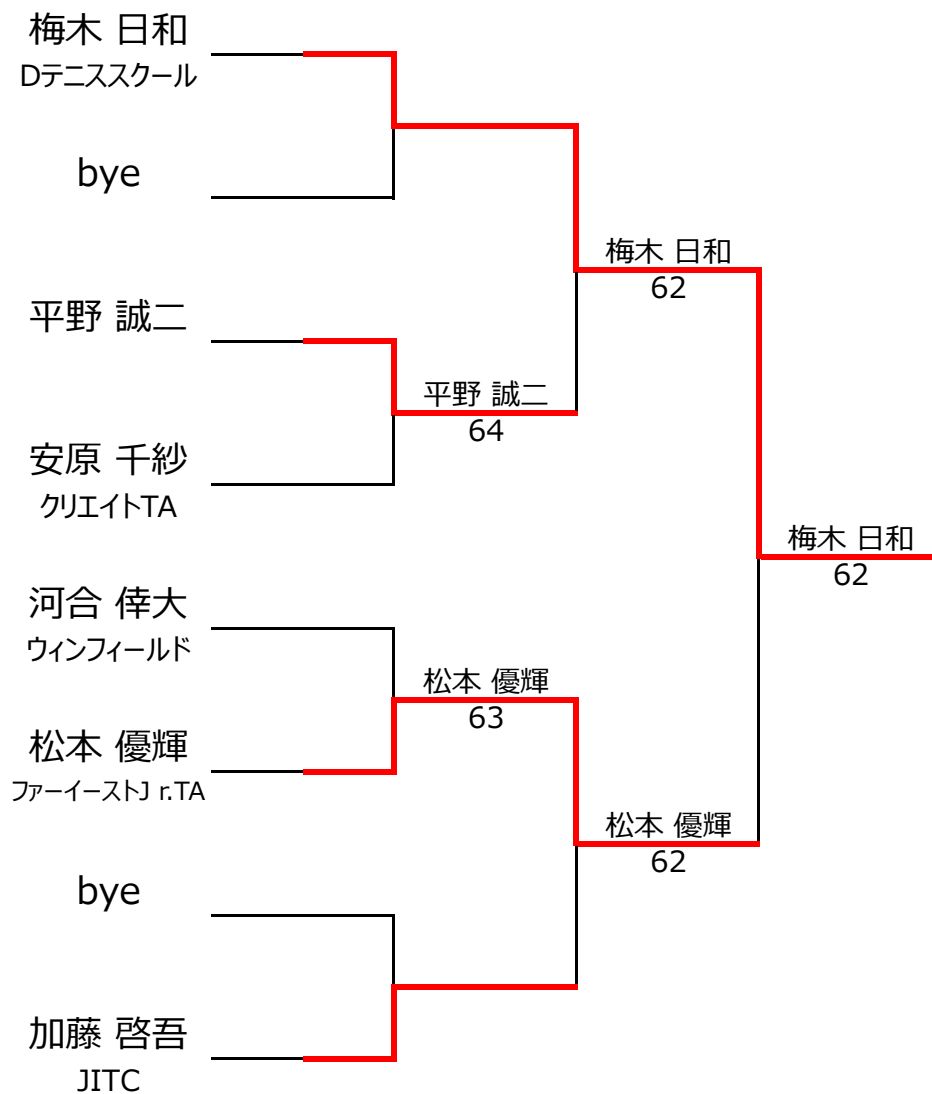 梅木 日和
Dテニススクール
bye
平野 誠二
安原 千紗
クリエイトTA
河合 倖大
ウィンフィールド
松本 優輝
ファーイーストJ r.TA
bye
加藤 啓吾
JITC
平野 誠二
64
松本 優輝
63
梅木 日和
62
松本 優輝
62
梅木 日和
62